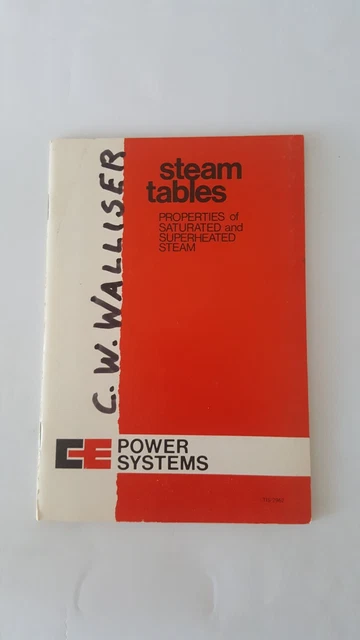 steam
tables
PROPERTIES of
SATURATED and
SUPERHEATED
STEAM
C. W. WALLISER
CE POWER
SYSTEMS